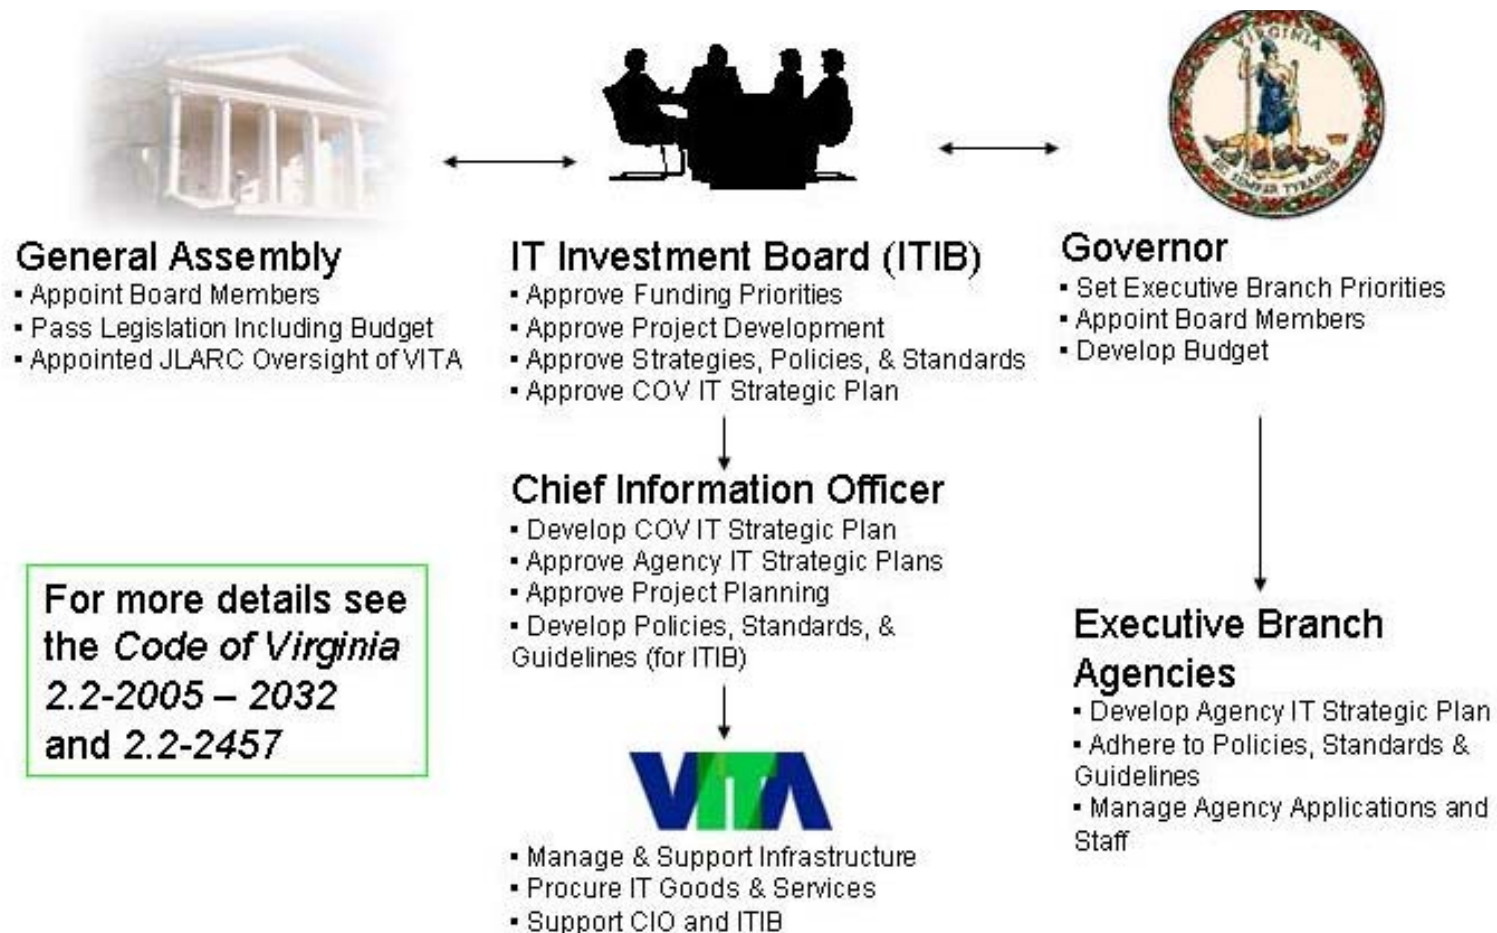 VIRGINIA
SIC SEMPER TYRANNIS
General Assembly
▪ Appoint Board Members
▪ Pass Legislation Including Budget
▪ Appointed JLARC Oversight of VITA
IT Investment Board (ITIB)
▪ Approve Funding Priorities
▪ Approve Project Development
▪ Approve Strategies, Policies, & Standards
▪ Approve COV IT Strategic Plan
Governor
▪ Set Executive Branch Priorities
▪ Appoint Board Members
▪ Develop Budget
Chief Information Officer
▪ Develop COV IT Strategic Plan
▪ Approve Agency IT Strategic Plans
▪ Approve Project Planning
▪ Develop Policies, Standards, &
Guidelines (for ITIB)
For more details see
the Code of Virginia
2.2-2005 – 2032
and 2.2-2457
Executive Branch
Agencies
▪ Develop Agency IT Strategic Plan
▪ Adhere to Policies, Standards &
Guidelines
▪ Manage Agency Applications and
Staff
VITA
▪ Manage & Support Infrastructure
▪ Procure IT Goods & Services
▪ Support CIO and ITIB